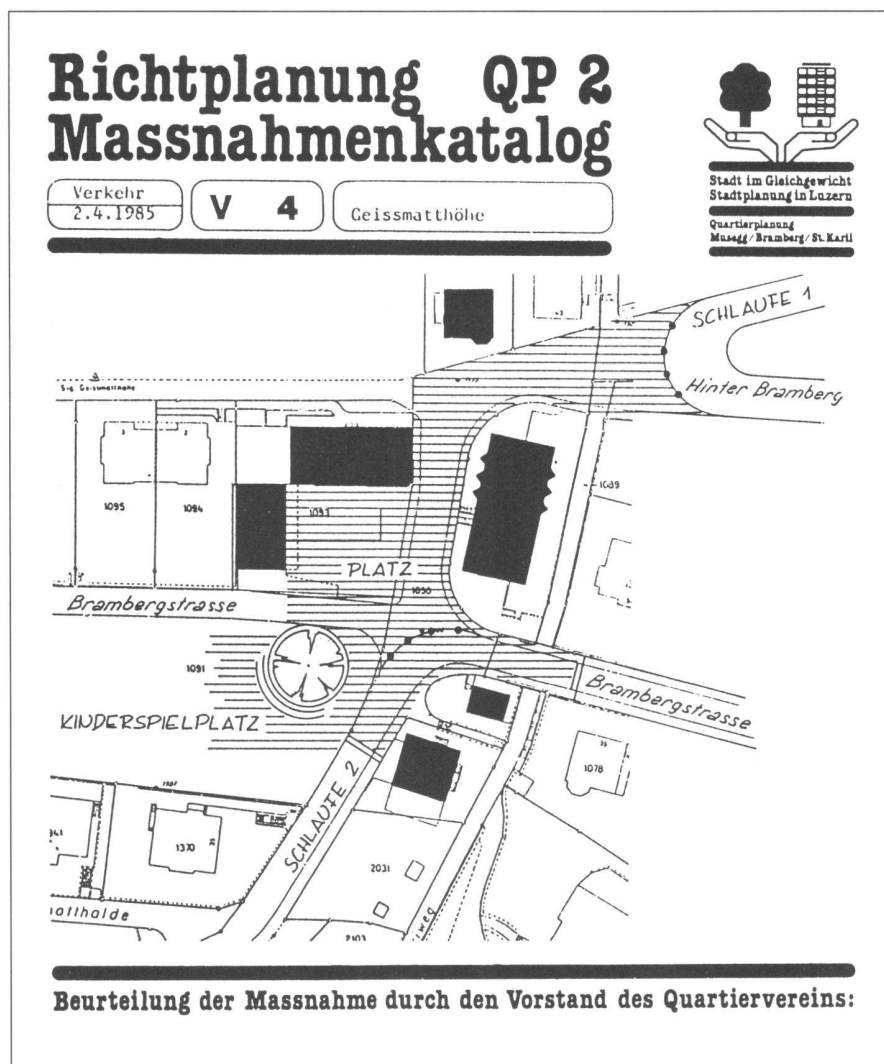 Richtplanung QP 2
Massnahmenkatalog
Verkehr
2.4.1985
V 4
Geissmatthöhe
Stadt im Gleichgewicht
Stadtplanung in Luzern
Quartierplanung
Musegg/Bramberg/St. Karli
SCHLAUFE 1
Hinter Bramberg
1095
1094
1093
1089
PLATZ
1090
Brambergstrasse
1091
KINDERSPIELPLATZ
Brambergstrasse
SCHLAUFE 2
1078
1370
2031
2103
Beurteilung der Massnahme durch den Vorstand des Quartiervereins: